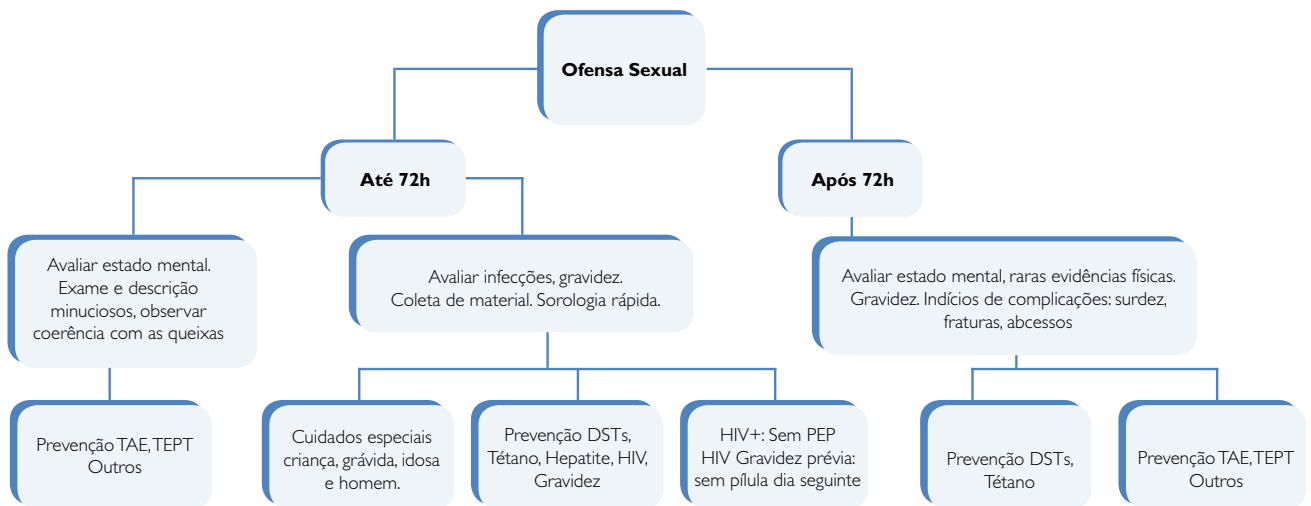 Ofensa Sexual
Até 72h
Após 72h
Avaliar estado mental.
Exame e descrição
minuciosos, observar
coerência com as queixas
Avaliar infecções, gravidez.
Coleta de material. Sorologia rápida.
Avaliar estado mental, raras evidências físicas.
Gravidez. Indícios de complicações: surdez,
fraturas, abcessos
Prevenção TAE, TEPT
Outros
Cuidados especiais
criança, grávida, idosa
e homem.
Prevenção DSTs,
Tétano, Hepatite, HIV,
Gravidez
HIV+: Sem PEP
HIV Gravidez prévia:
sem pílula dia seguinte
Prevenção DSTs,
Tétano
Prevenção TAE, TEPT
Outros